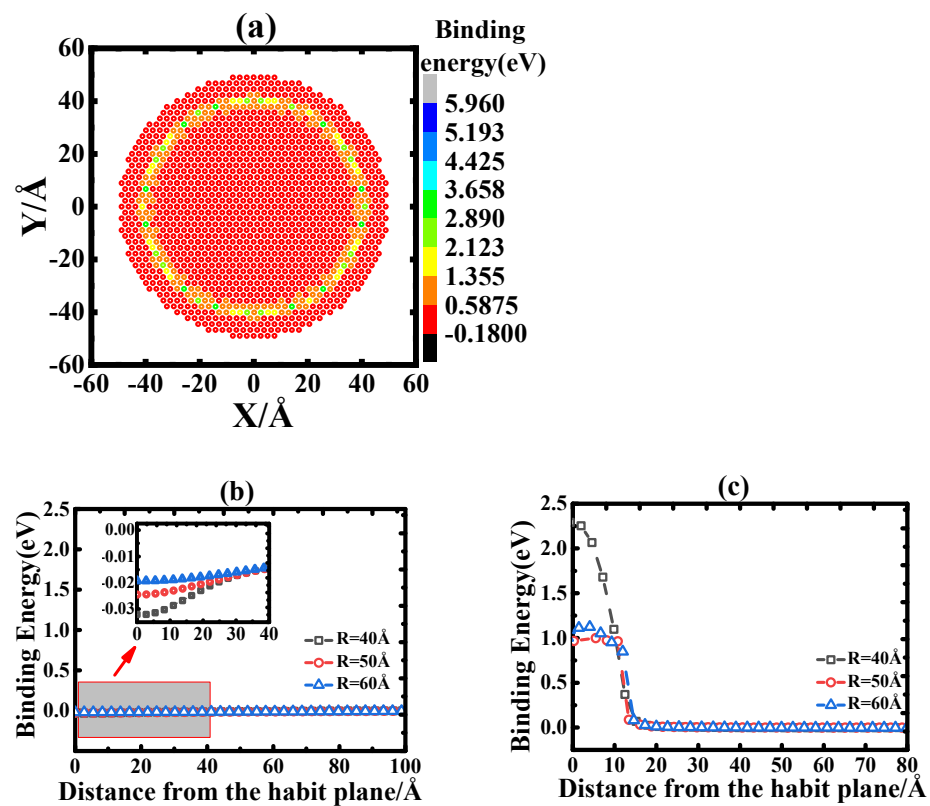 (a)
Binding
energy(eV)
60
40
20
0
-20
-40
-60
Y/Å
-60 -40 -20 0 20 40 60
X/Å
5.960
5.193
4.425
3.658
2.890
2.123
1.355
0.5875
-0.1800
(b)
Binding Energy(eV)
2.5
2.0
1.5
1.0
0.5
0.0
0.00
-0.01
-0.02
-0.03
0 10 20 30 40
R=40Å
R=50Å
R=60Å
0 20 40 60 80 100
Distance from the habit plane/Å
(c)
Binding Energy(eV)
2.5
2.0
1.5
1.0
0.5
0.0
R=40Å
R=50Å
R=60Å
0 10 20 30 40 50 60 70 80
Distance from the habit plane/Å